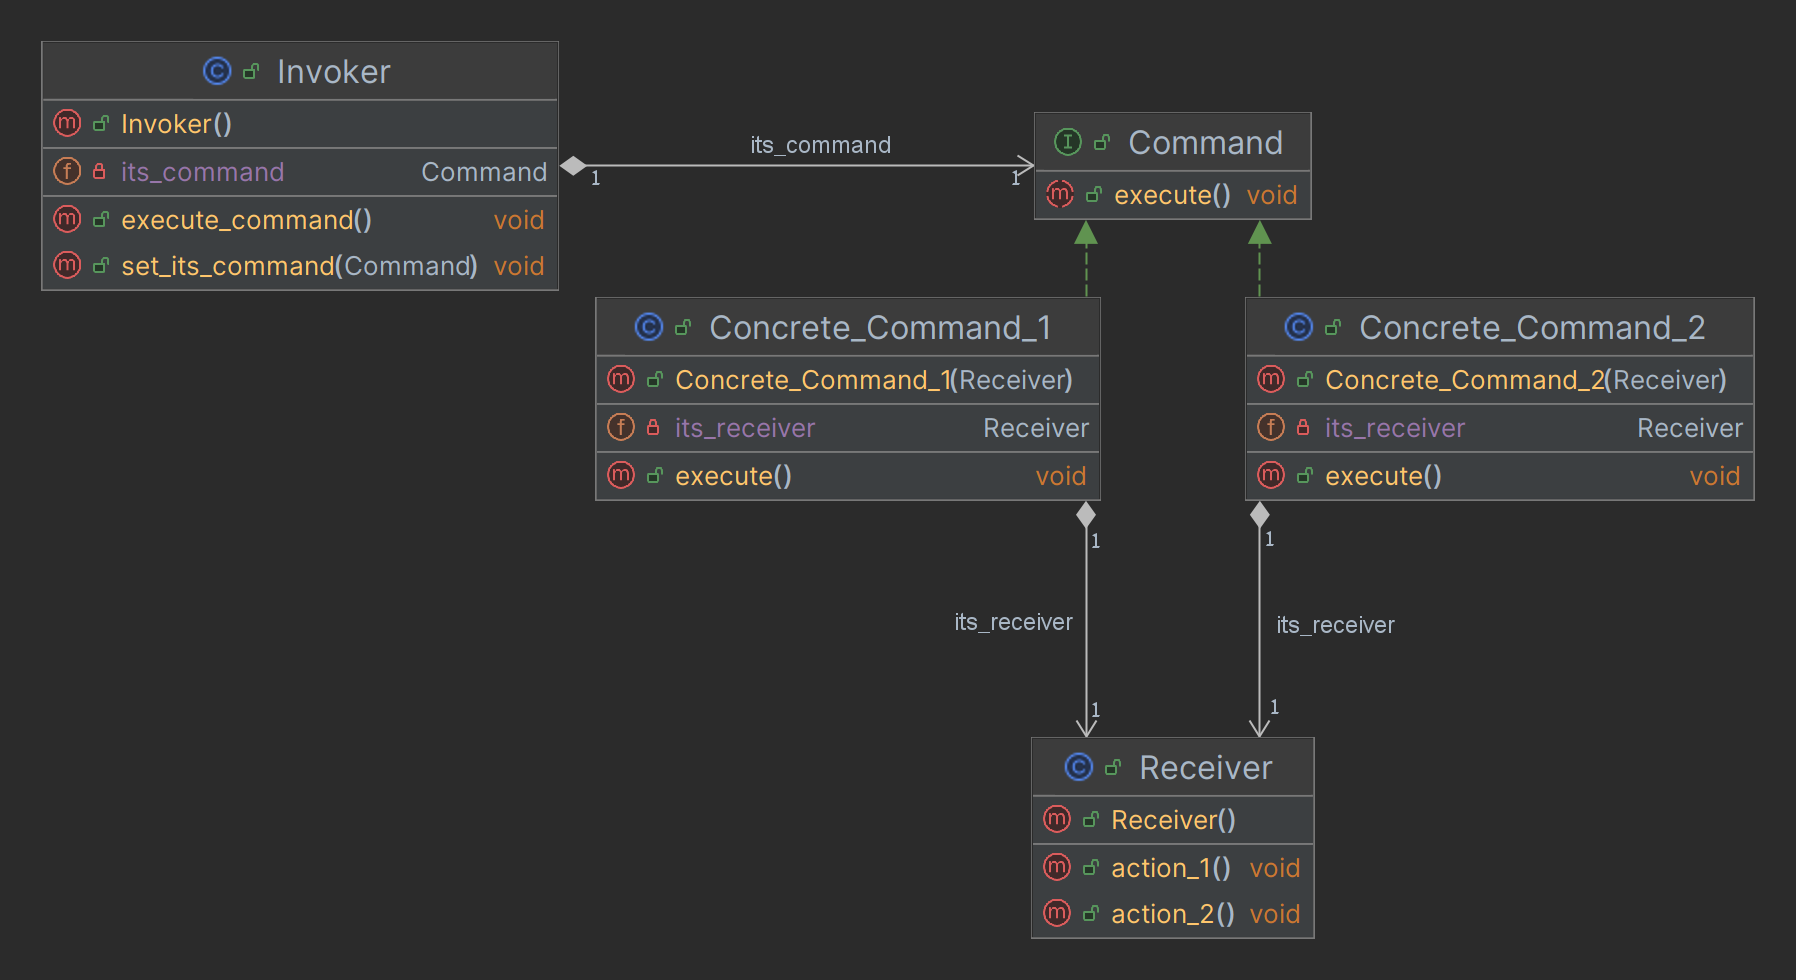 Invoker
Invoker()
its_command Command
execute_command() void
set_its_command(Command) void
its_command
1
1
Command
execute() void
Concrete_Command_1
Concrete_Command_1(Receiver)
its_receiver Receiver
execute() void
Concrete_Command_2
Concrete_Command_2(Receiver)
its_receiver Receiver
execute() void
1
its_receiver
1
1
its_receiver
1
Receiver
Receiver()
action_1() void
action_2() void